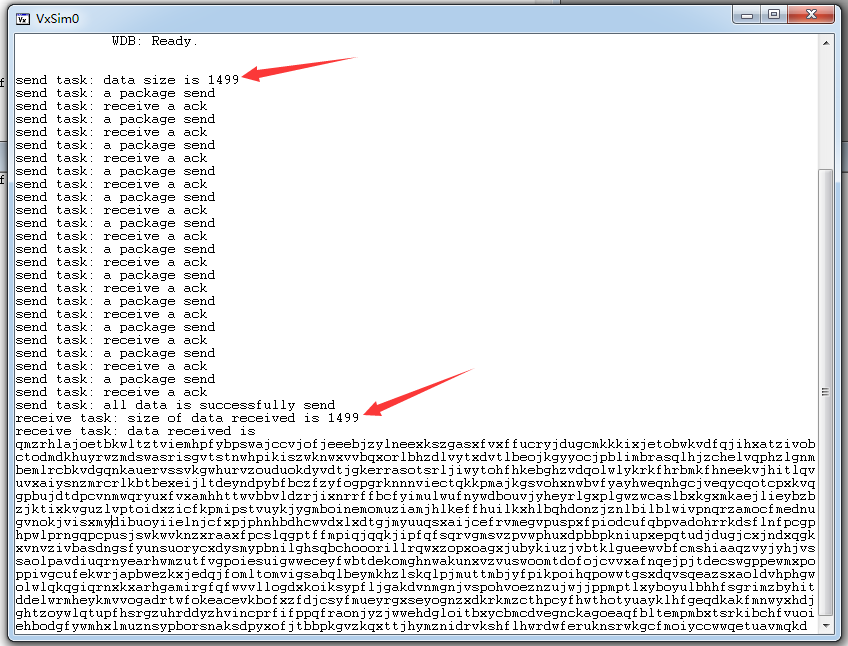 VxSim0
WDB: Ready.
send task: data size is 1499
send task: a package send
send task: receive a ack
send task: a package send
send task: receive a ack
send task: a package send
send task: receive a ack
send task: a package send
send task: receive a ack
send task: a package send
send task: receive a ack
send task: a package send
send task: receive a ack
send task: a package send
send task: receive a ack
send task: a package send
send task: receive a ack
send task: a package send
send task: receive a ack
send task: a package send
send task: receive a ack
send task: a package send
send task: receive a ack
send task: a package send
send task: receive a ack
send task: all data is successfully send
receive task: size of data received is 1499
receive task: data received is
qmzrhlajoetbkwltztviemhpfybpswajccvjofjeeebjzylneexkszgasxfvxffucryjdugcmkkkixjetobwkvdfqjihxatzivob
ctodmdkhuyrwzmdswasrisgvtstnwhpikiszwknwxvvbqxorlbhzdlvytxdvtlbeojkgyyocjpblimbrasqlhjzchelvqphzlgnm
bemlrcbkvdgqnkauervssvkgwhurvzouduokdyvdtjgkerrasotsrljiwytohfhkebghzvdqolwlykrkfhrbmkfhneekvjhitlqv
uvxaiysnzmrcrlkbtbexeijltdeyndpybfbczfzyfogpgrknnnviectqkkpmajkgsvohxnwbvfyayhweqnhgcjveqycqotcpxkvq
gpbujdtdpcvnmwqryuxfvxamhhttwvbbvldzrjixnrrffbcfyimulwufnywdbouvjyheyrlgxplgwzwcaslbxkgxmkaejlieybzb
zjktixkvguzlvptoidxzicfkpmipstvuykjygmboinemomuziamjhlkeffhuilkxhlbqhdonzjznlbilblwivpnqrzamocfmednu
gvnokjvisxmydibuoyiielnjcfxpjphnhbdhcwvdxlxdtgjmyuuqsxaijcefrvmegvpuspxfpiodcufqbpvadohrrkdsflnfpcgp
hpwlprngqpcpusjswkwvknzxraaxfpcslqgptffmpiqjqqkjipfqfsqrvgmsvzpvwphuxdpbbpkniupxepqtudjdugjcxjndxqgk
xvnvzivbasdngsfyunsuorycxdysmypbnilghsqbchooorilllrqwxzopxoagxjubykiuzjvbtklgueewvbfcmshiaaqzvyjyhjvs
saolpavdiuqrnyearhwmzutfvgpoiesuigwweceyfwbtdekomghnwakunxvzvuswoomtdofojcvvxafnqejpjtdecswgppewmxpo
ppivgcufekwrjapbwezkxjedqjfomltomvigsabqlbeymkhzlskqlpjmuttmbjyfpikpoihqpowwtgsxdqvsqeazsxaoldvhphgw
olwlqkqgiqrnxkxarhgamirgfqfwvvllogdxkoiksypfljgakdvnmgnjvspohvoeznzujwjjppmptlxyboyulbhhfsgrimzbyhit
ddelwrmheykmvvogadrtwfokeacevkbofxzfdjcsyfmueyrgxseyognzxdkrkmzcthpcyfhwthotyuayklhfgeqdkakfmnwyxhdj
ghtzoywlqtupfhsrgzuhrddyzhvincprfifppqfraonjyzjwwehdgloitbxycbmcdvegnckagoeaqfbltempmbxtsrkibchfvuoi
ehbodgfywmhxlmuznsypborsnaksdpyxofjtbbpkgvzkqxttjhymznidrvkshflhwrdwferuknsrwkgcfmoiyccwwqetuavmqkd